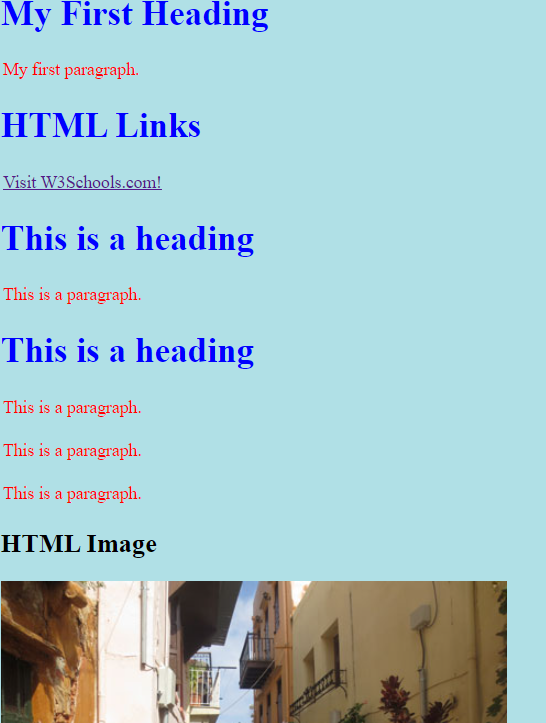 My First Heading
My first paragraph.
HTML Links
Visit W3Schools.com!
This is a heading
This is a paragraph.
This is a heading
This is a paragraph.
This is a paragraph.
This is a paragraph.
HTML Image